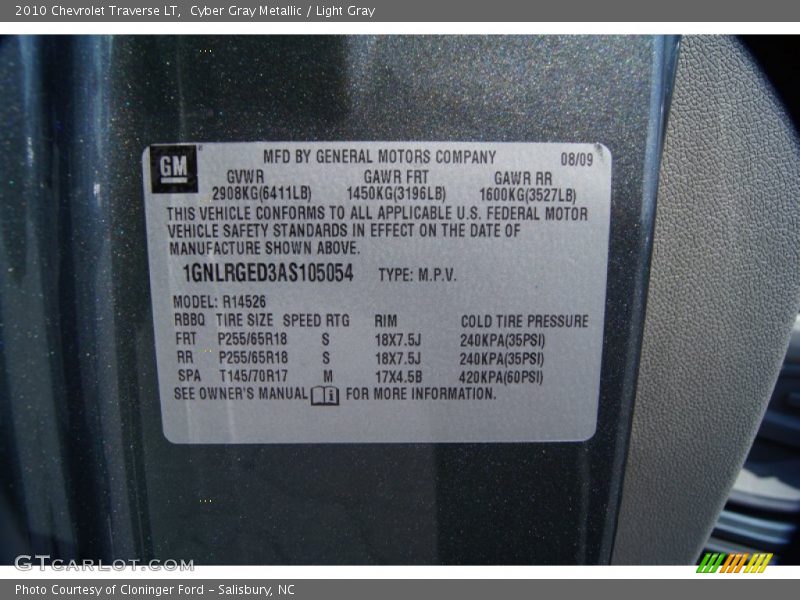 2010 Chevrolet Traverse LT, Cyber Gray Metallic / Light Gray
GM
MFD BY GENERAL MOTORS COMPANY 08/09
GVWR GAWR FRT GAWR RR
2908KG(6411LB) 1450KG(3196LB) 1600KG(3527LB)
THIS VEHICLE CONFORMS TO ALL APPLICABLE U.S. FEDERAL MOTOR
VEHICLE SAFETY STANDARDS IN EFFECT ON THE DATE OF
MANUFACTURE SHOWN ABOVE.
1GNLRGED3AS105054 TYPE: M.P.V.
MODEL: R14526
RBBQ TIRE SIZE SPEED RTG RIM COLD TIRE PRESSURE
FRT P255/65R18 S 18X7.5J 240KPA(35PSI)
RR P255/65R18 S 18X7.5J 240KPA(35PSI)
SPA T145/70R17 M 17X4.5B 420KPA(60PSI)
SEE OWNER'S MANUAL FOR MORE INFORMATION.
GTCARLOT.COM
Photo Courtesy of Cloninger Ford - Salisbury, NC